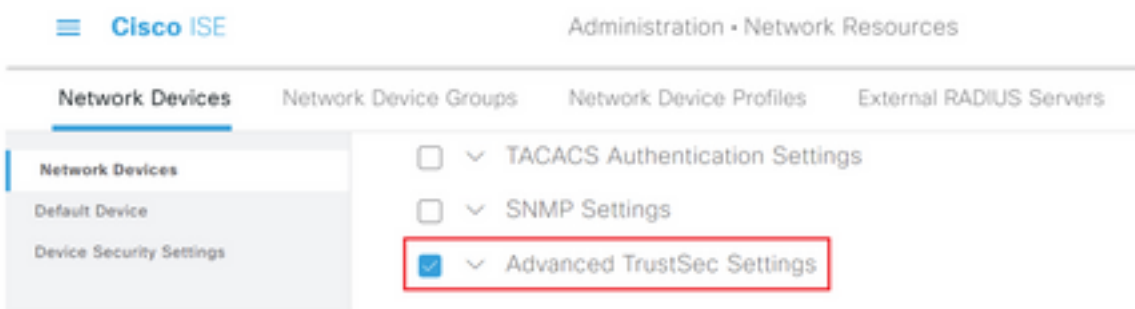 Cisco ISE
Administration • Network Resources
Network Devices Network Device Groups Network Device Profiles External RADIUS Servers
Network Devices
Default Device
Device Security Settings
TACACS Authentication Settings
SNMP Settings
Advanced TrustSec Settings